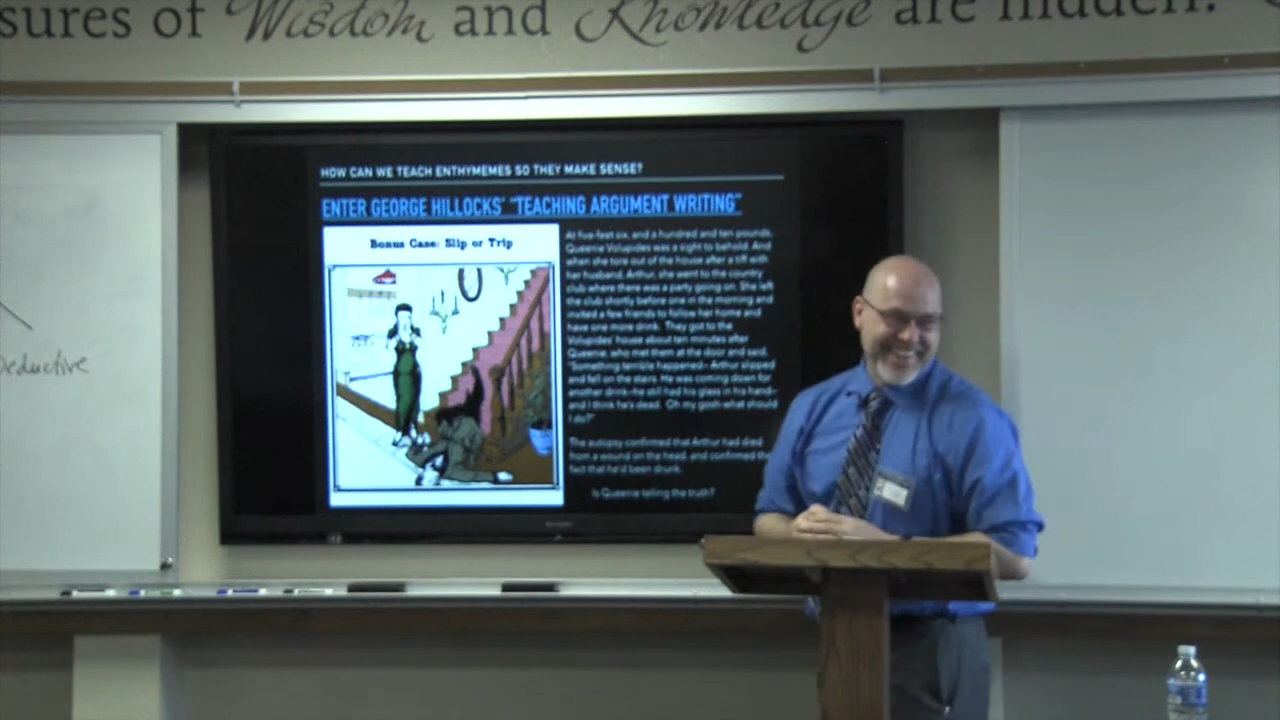 sures of Wisdom and Knowledge are hidden.
HOW CAN WE TEACH ENTHYMEMES SO THEY MAKE SENSE?
ENTER GEORGE HILLOCKS' "TEACHING ARGUMENT WRITING"
Bonus Case: Slip or Trip
At five-feet six, and a hundred and ten pounds,
Queenie Volupides was a sight to behold. And
when she tore out of the house after a tiff with
her husband, Arthur, she went to the country
club where there was a party going on. She left
the club shortly before one in the morning and
invited a few friends to follow her home and
have one more drink. They got to the
Volupides' house about ten minutes after
Queenie, who met them at the door and said,
"Something terrible happened- Arthur slipped
and fell on the stairs. He was coming down for
another drink-he still had his glass in his hand-
and I think he's dead. Oh my gosh-what should
I do?"
The autopsy confirmed that Arthur had died
from a wound on the head, and confirmed the
fact that he'd been drunk.
Is Queenie telling the truth?
Deductive